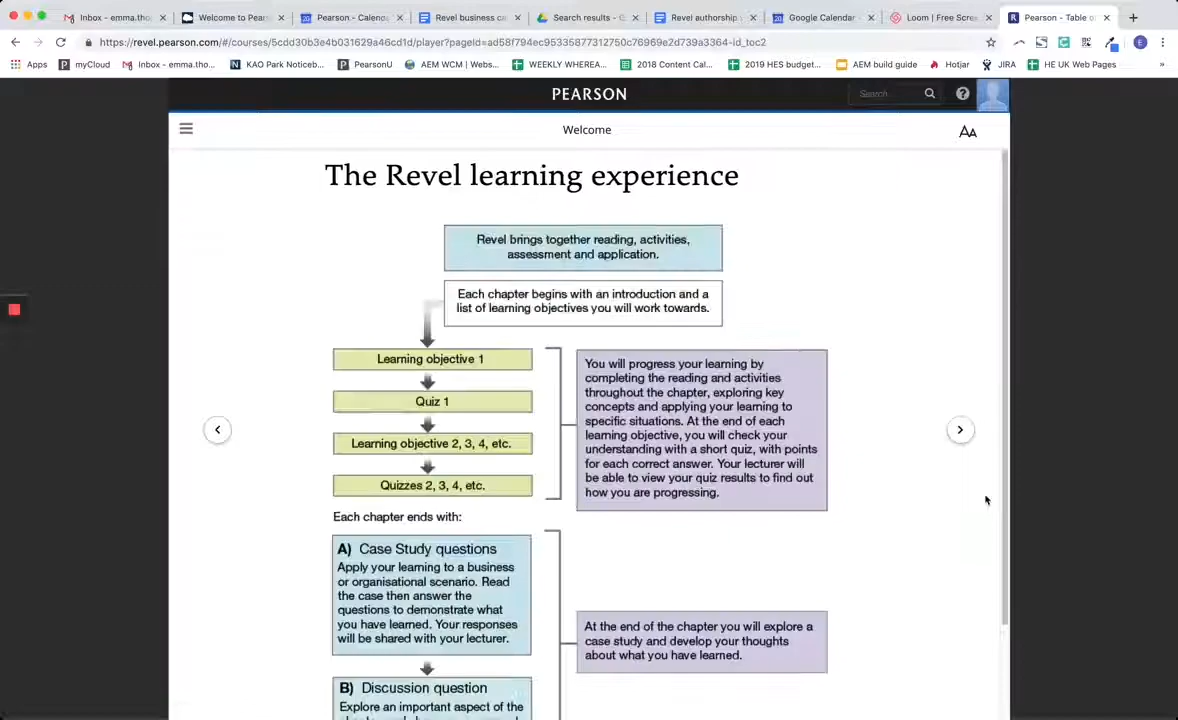 Inbox - emma.tho
Welcome to Pears
Pearson - Calend
Revel business ca
Search results - G
Revel authorship
Google Calendar
Loom | Free Scre
Pearson - Table o
https://revel.pearson.com/#/courses/5cdd30b3e4b031629a46cd1d/player?pageId=ad58f794ec95335877312750c76969e2d739a3364-id_toc2
E
Apps
myCloud
Inbox - emma.tho...
KAO Park Noticeb...
PearsonU
AEM WCM | Webs...
WEEKLY WHEREA...
2018 Content Cal...
2019 HES budget...
AEM build guide
Hotjar
JIRA
HE UK Web Pages
»
PEARSON
Search
Welcome
AA
The Revel learning experience
Revel brings together reading, activities,
assessment and application.
Each chapter begins with an introduction and a
list of learning objectives you will work towards.
Learning objective 1
Quiz 1
Learning objective 2, 3, 4, etc.
Quizzes 2, 3, 4, etc.
You will progress your learning by
completing the reading and activities
throughout the chapter, exploring key
concepts and applying your learning to
specific situations. At the end of each
learning objective, you will check your
understanding with a short quiz, with points
for each correct answer. Your lecturer will
be able to view your quiz results to find out
how you are progressing.
Each chapter ends with:
A) Case Study questions
Apply your learning to a business
or organisational scenario. Read
the case then answer the
questions to demonstrate what
you have learned. Your responses
will be shared with your lecturer.
At the end of the chapter you will explore a
case study and develop your thoughts
about what you have learned.
B) Discussion question
Explore an important aspect of the